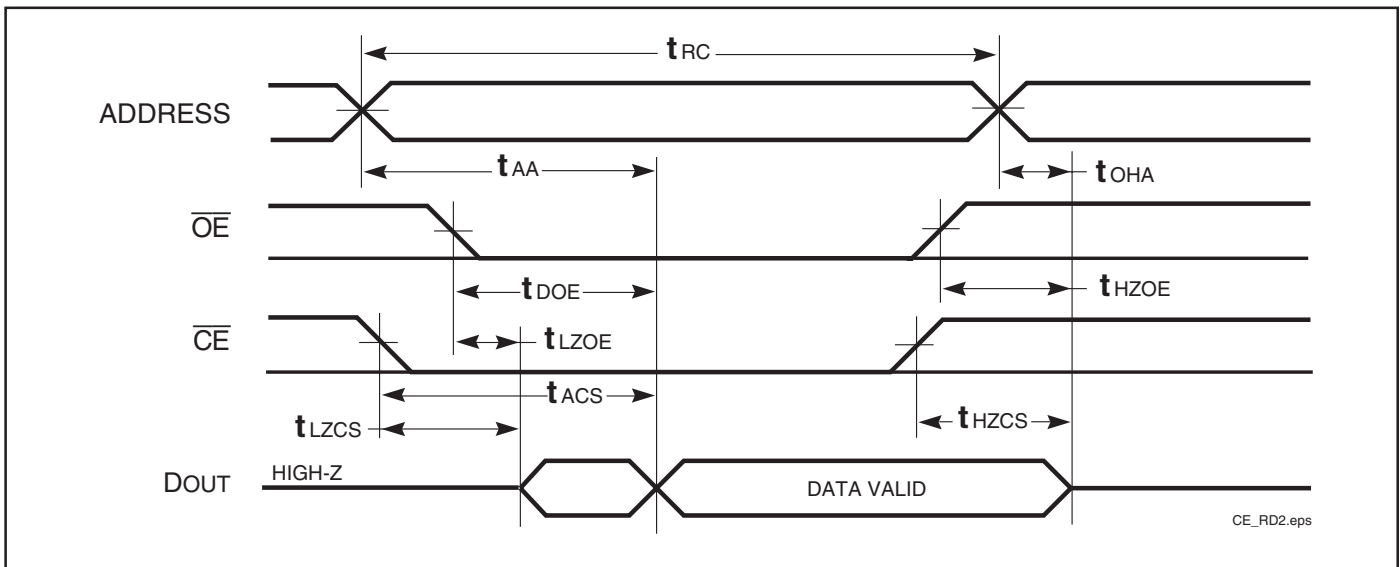 tRC
ADDRESS
tAA
tOHA
OE
tDOE
tHZOE
CE
tLZOE
tACS
tLZCS
tHZCS
DOUT
HIGH-Z
DATA VALID
CE_RD2.eps